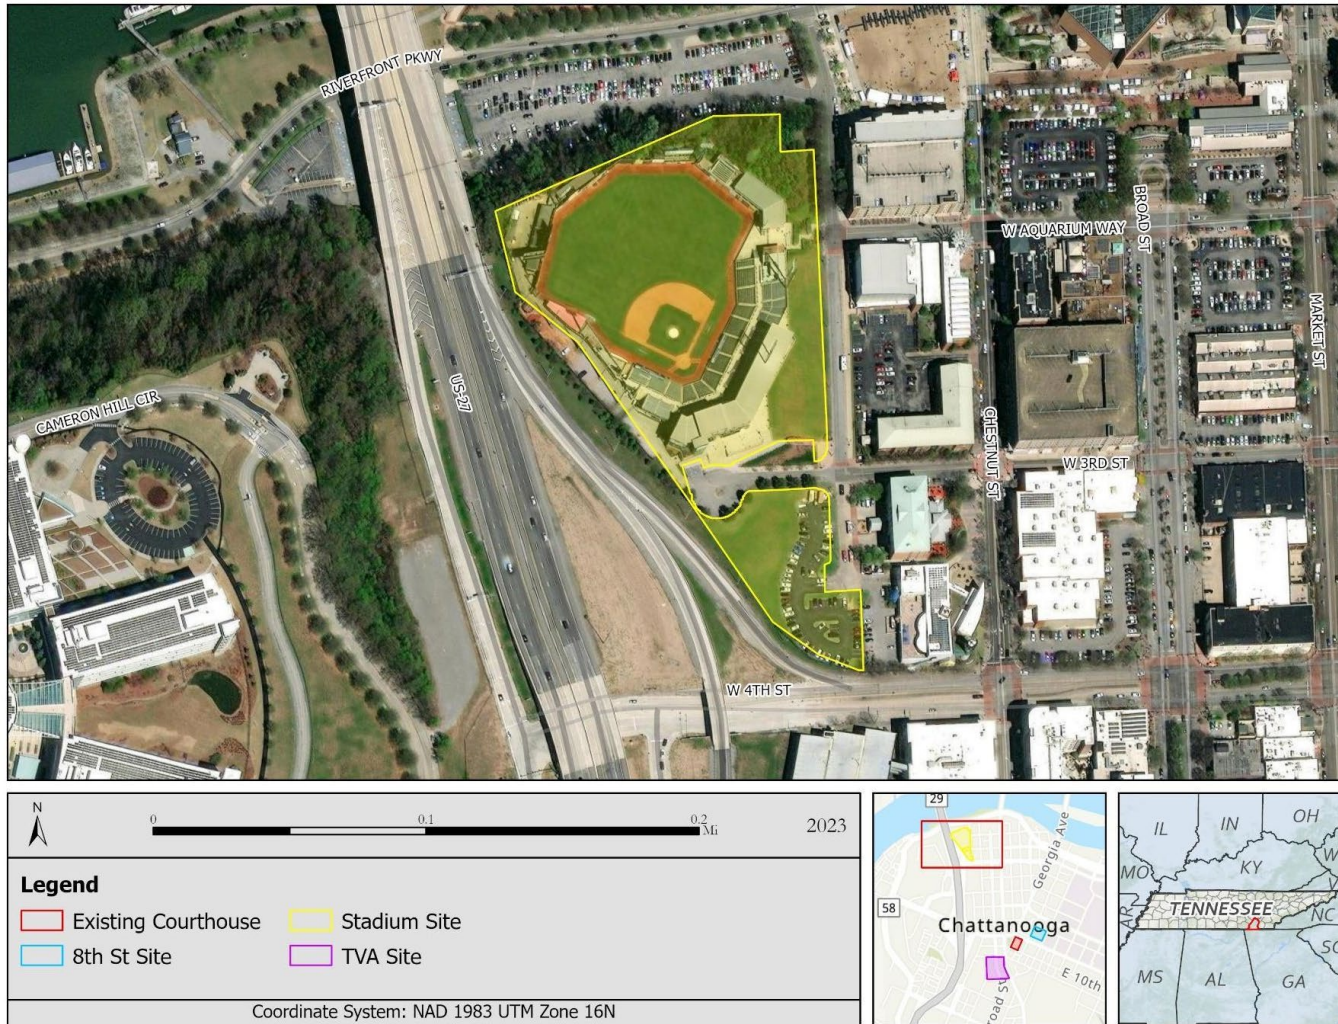 RIVERFRONT PKWY
W AQUARIUM WAY
BROAD ST
MARKET ST
US-27
CAMERON HILL CIR
CHESTNUT ST
W 3RD ST
W 4TH ST
N
0 0.1 0.2 Mi
2023
Legend
Existing Courthouse
Stadium Site
8th St Site
TVA Site
Coordinate System: NAD 1983 UTM Zone 16N
29
Georgia Ave
58
Chattanooga
E 10th
road S
IL IN OH
MO KY W
V
AR TENNESSEE NC
SC
MS AL GA